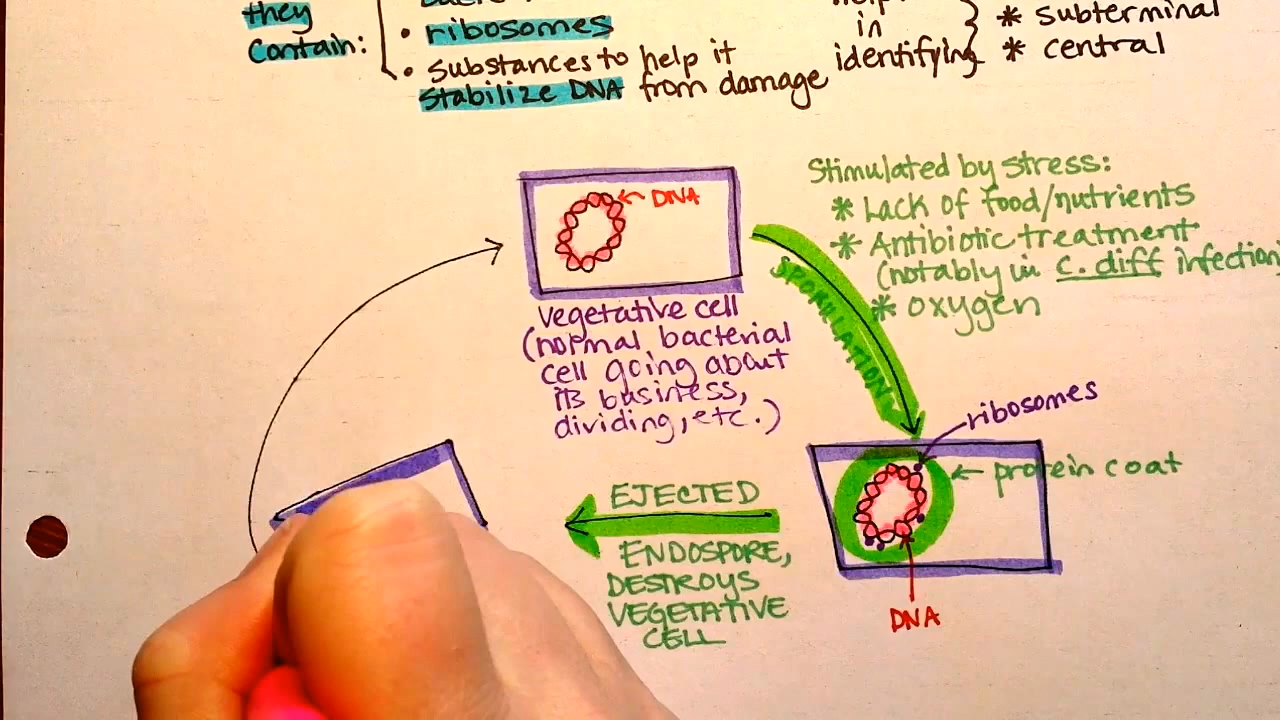 they
contain:
• ribosomes
• substances to help it
stabilize DNA from damage
in
identifying
* subterminal
* central
DNA
vegetative cell
(normal bacterial
cell going about
its business,
dividing, etc.)
SPORULATION
Stimulated by stress:
* Lack of food/nutrients
* Antibiotic treatment
(notably in C. diff infection
* oxygen
ribosomes
protein coat
DNA
EJECTED
ENDOSPORE,
DESTROYS
VEGETATIVE
CELL